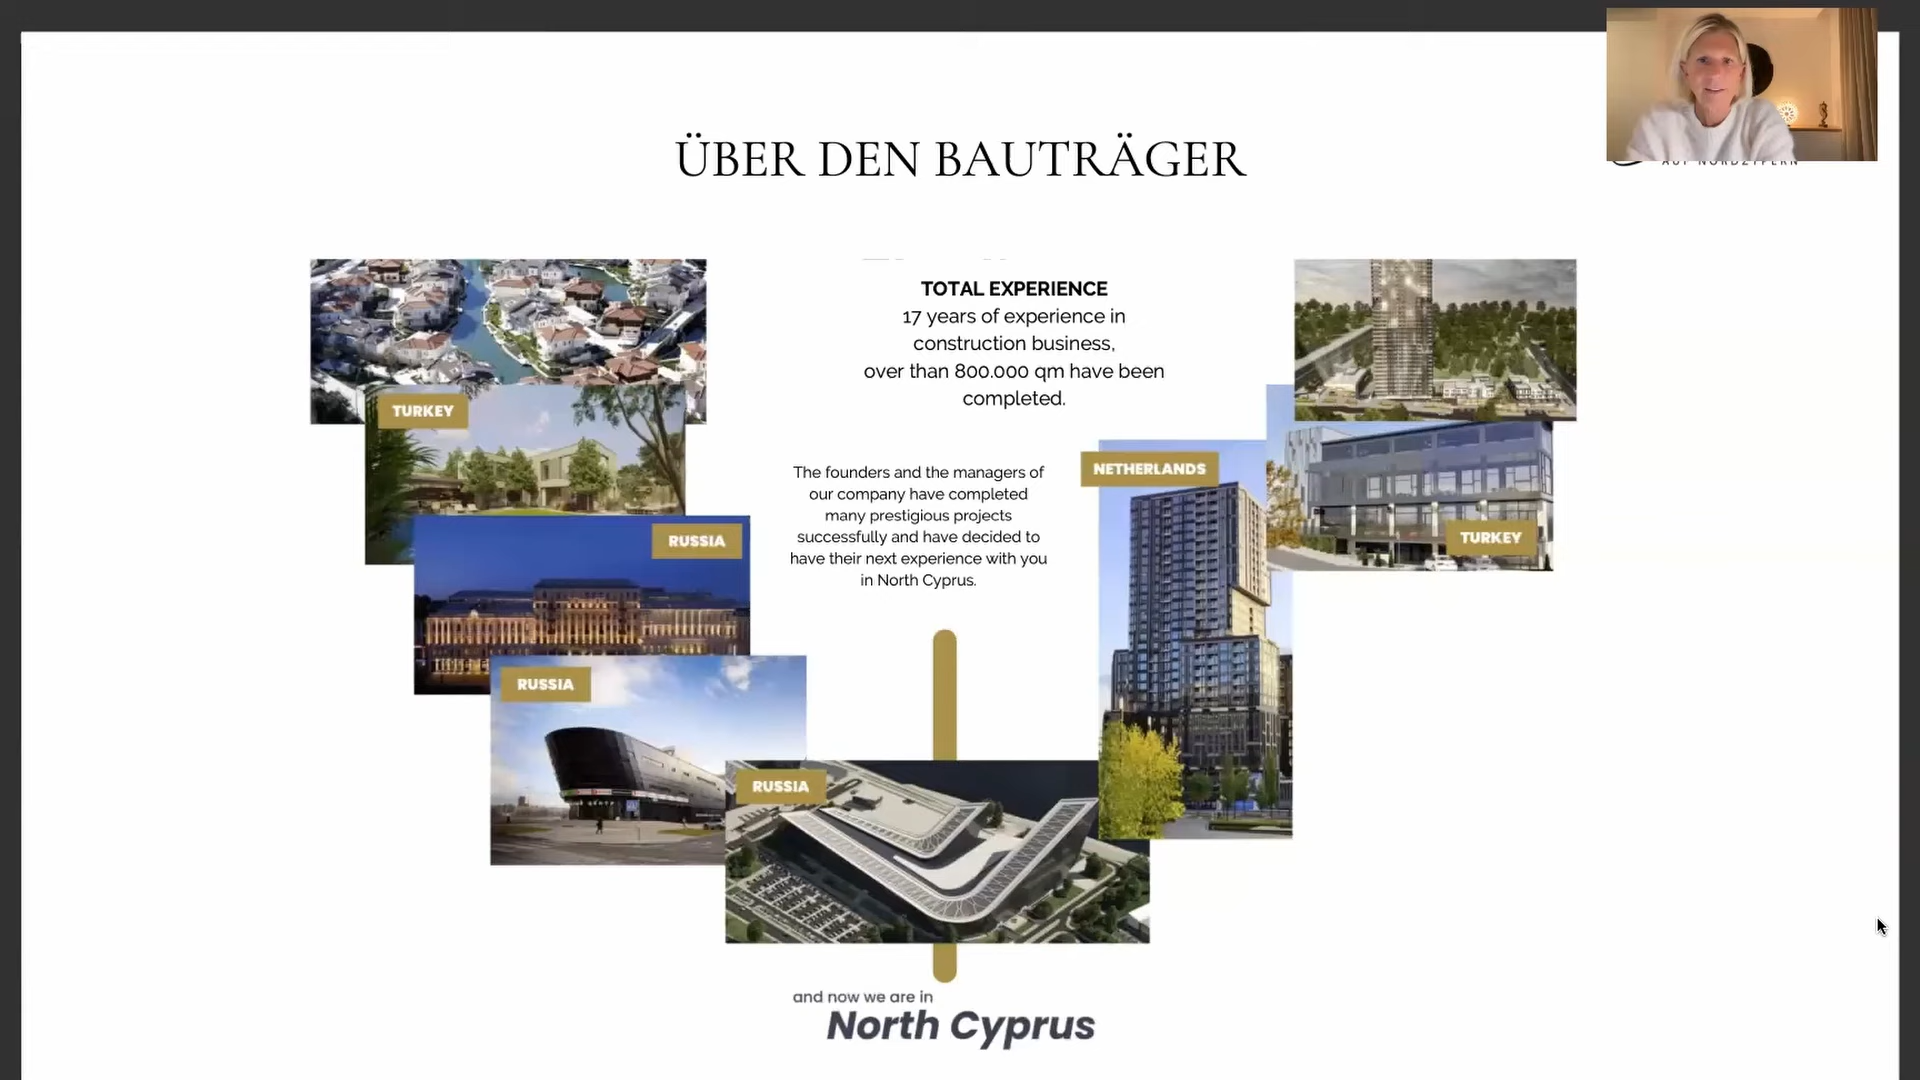 ÜBER DEN BAUTRÄGER
AUF NORDZYPERN
TOTAL EXPERIENCE
17 years of experience in
construction business,
over than 800.000 qm have been
completed.
TURKEY
The founders and the managers of
our company have completed
many prestigious projects
successfully and have decided to
have their next experience with you
in North Cyprus.
NETHERLANDS
TURKEY
RUSSIA
RUSSIA
RUSSIA
and now we are in
North Cyprus